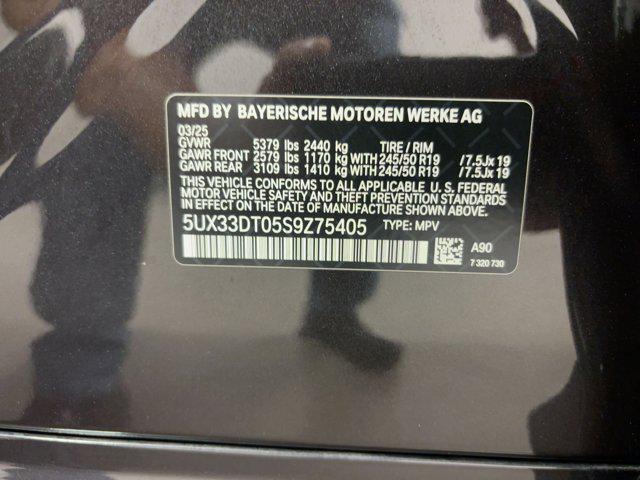 MFD BY BAYERISCHE MOTOREN WERKE AG
03/25
GVWR 5379 lbs 2440 kg TIRE / RIM
GAWR FRONT 2579 lbs 1170 kg WITH 245/50 R19 / 7.5Jx 19
GAWR REAR 3109 lbs 1410 kg WITH 245/50 R19 / 7.5Jx 19
THIS VEHICLE CONFORMS TO ALL APPLICABLE U. S. FEDERAL
MOTOR VEHICLE SAFETY AND THEFT PREVENTION STANDARDS
IN EFFECT ON THE DATE OF MANUFACTURE SHOWN ABOVE.
5UX33DT05S9Z75405 TYPE: MPV
A90
7 320 730